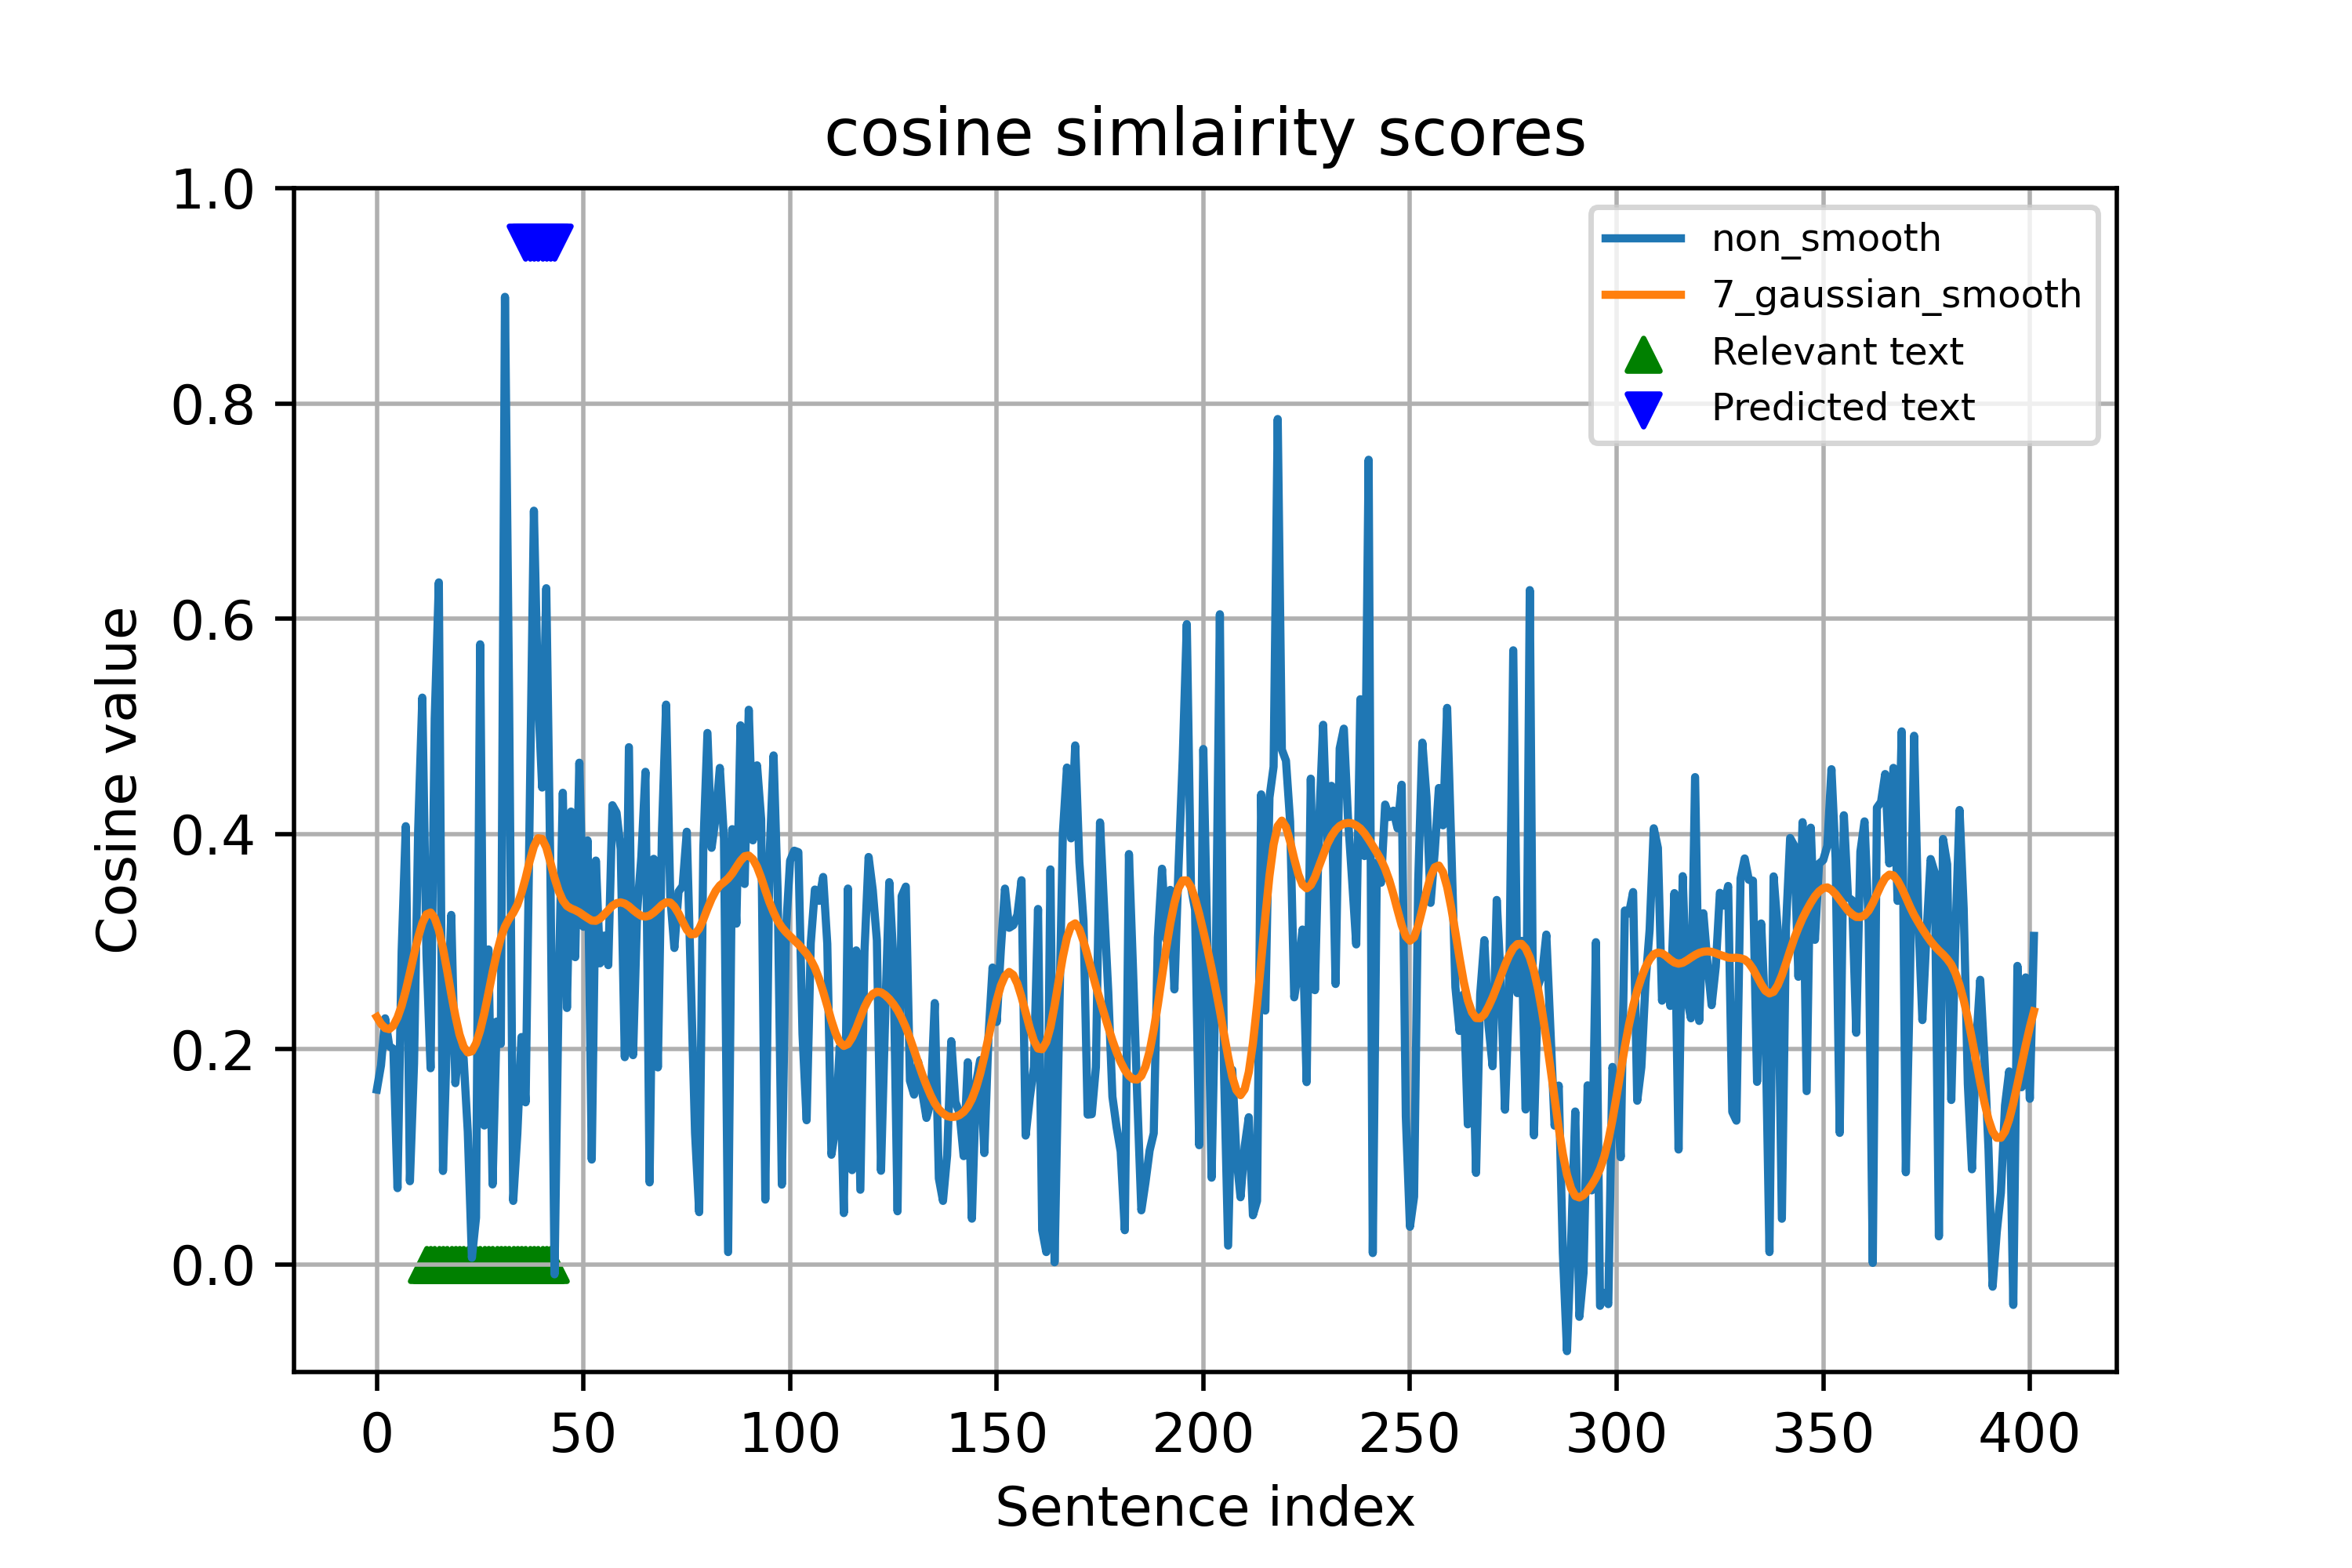 cosine simlairity scores
1.0
0.8
0.6
0.4
0.2
0.0
Cosine value
non_smooth
7_gaussian_smooth
Relevant text
Predicted text
0 50 100 150 200 250 300 350 400
Sentence index